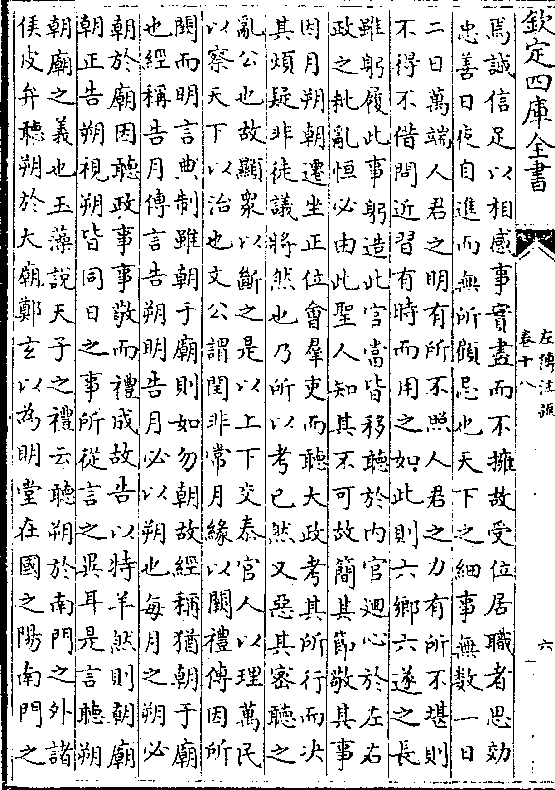 欽定四庫全書
左傳注疏
卷十八
六
焉誠信足以相感事實盡而不擁故受位居職者思効
忠善日夜自進而無所顧忌也天下之細事無數一日
二日萬端人君之明有所不照人君之力有所不堪則
不得不借問近習有時而用之如此則六鄉六遂之長
雖躬履此事躬造此官當皆移聽於內官迴心於左右
政之粃亂恒必由此聖人知其不可故簡其節敬其事
因月朔朝遷坐正位會羣吏而聽大政考其所行而決
其煩疑非徒議將然也乃所以考已然又惡其密聽之
亂公也故顯衆以斷之是以上下交泰官人以理萬民
以察天下以治也文公謂閏非常月緣以闕禮傳因所
闕而明言典制雖朝于廟則如勿朝故經稱猶朝于廟
也經稱告月傳言告朔明告月必以朔也每月之朔必
朝於廟因聽政事事敬而禮成故告以特羊然則朝廟
朝正告朔視朔皆同日之事所從言之異耳是言聽朔
朝廟之義也玉藻說天子之禮云聽朔於南門之外諸
侯皮弁聽朔於大廟鄭玄以為明堂在國之陽南門之